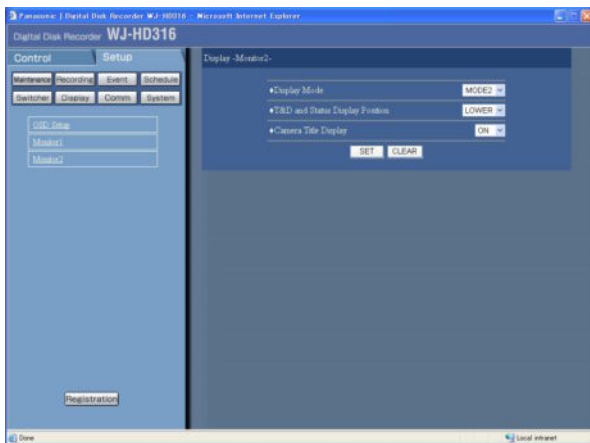 Panasonic | Digital Disk Recorder WJ-HD316 - Microsoft Internet Explorer
Digital Disk Recorder WJ-HD316
Control Setup
Maintenance Recording Event Schedule
Switcher Display Comm System
OSD Setup
Monitor1
Monitor2
Registration
Display -Monitor2-
♦Display Mode MODE2
♦T&D and Status Display Position LOWER
♦Camera Title Display ON
SET CLEAR
Done
Local intranet